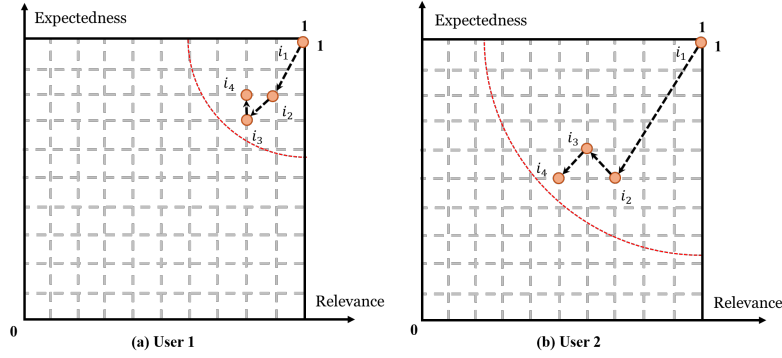 Expectedness
1
1
i₁
i₄
i₂
i₃
Relevance
0
(a) User 1
Expectedness
1
1
i₁
i₃
i₄
i₂
Relevance
0
(b) User 2